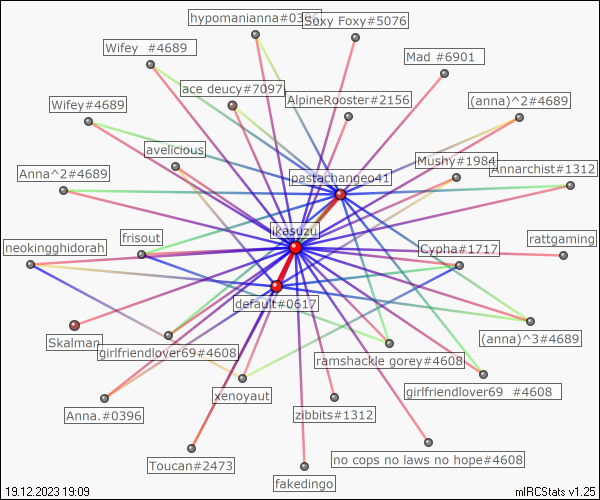 hypomanianna#0396
Soxy Foxy#5076
Wifey  #4689
Mad #6901
ace deucy#7097
AlpineRooster#2156
(anna)^2#4689
Wifey#4689
avelicious
Mushy#1984
Anna^2#4689
pastachangeo41
Annarchist#1312
likasuzu
frisout
rattgaming
neokingghidorah
Cypha#1717
default#0617
Skalman
girlfriendlover69#4608
(anna)^3#4689
ramshackle gorey#4608
xenoyaut
girlfriendlover69  #4608
Anna.#0396
zibbits#1312
no cops no laws no hope#4608
Toucan#2473
fakedingo
19.12.2023 19:09
mIRCStats v1.25